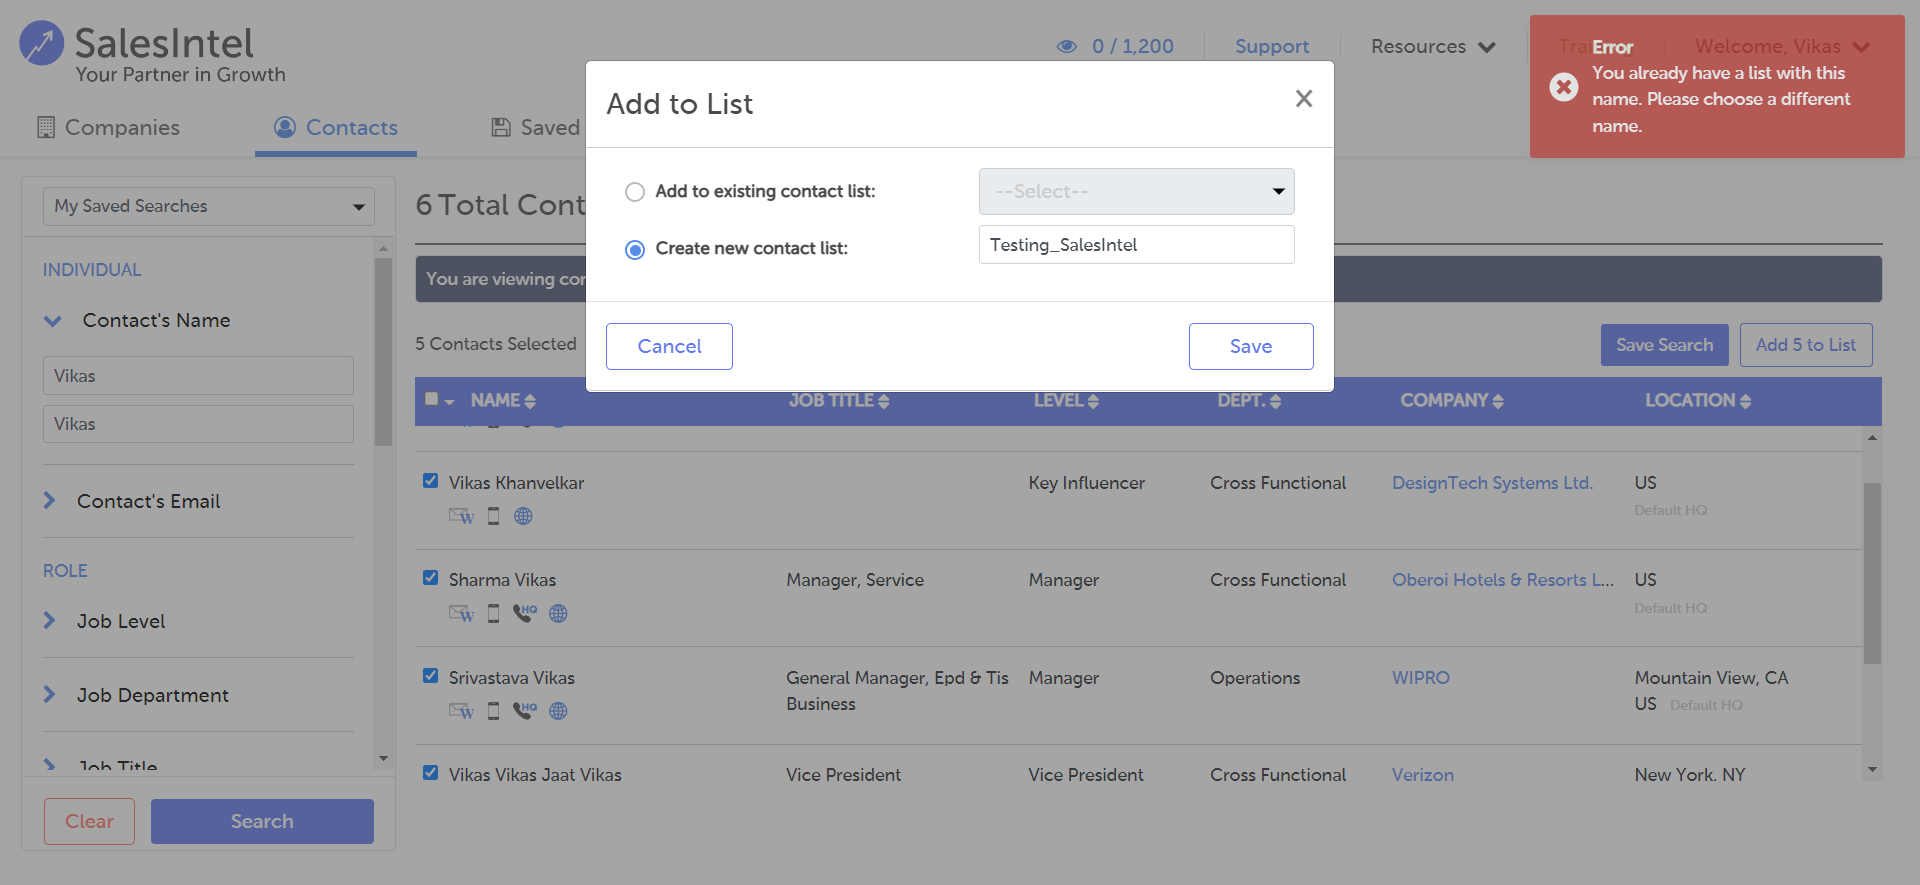 SalesIntel
Your Partner in Growth
0 / 1,200
Support
Resources
Welcome, Vikas
Error
You already have a list with this
name. Please choose a different
name.
Companies
Contacts
Saved
Add to List
Add to existing contact list:
--Select--
Create new contact list:
Testing_SalesIntel
Cancel
Save
My Saved Searches
INDIVIDUAL
Contact's Name
Vikas
Vikas
Contact's Email
ROLE
Job Level
Job Department
Job Title
Clear
Search
6 Total Cont
You are viewing con
5 Contacts Selected
Save Search
Add 5 to List
NAME JOB TITLE LEVEL DEPT. COMPANY LOCATION
Vikas Khanvelkar Key Influencer Cross Functional DesignTech Systems Ltd. US
Default HQ
Sharma Vikas Manager, Service Manager Cross Functional Oberoi Hotels & Resorts L... US
HQ
Default HQ
Srivastava Vikas General Manager, Epd & Tis Manager Operations WIPRO Mountain View, CA
Business US Default HQ
HQ
Vikas Vikas Jaat Vikas Vice President Vice President Cross Functional Verizon New York, NY